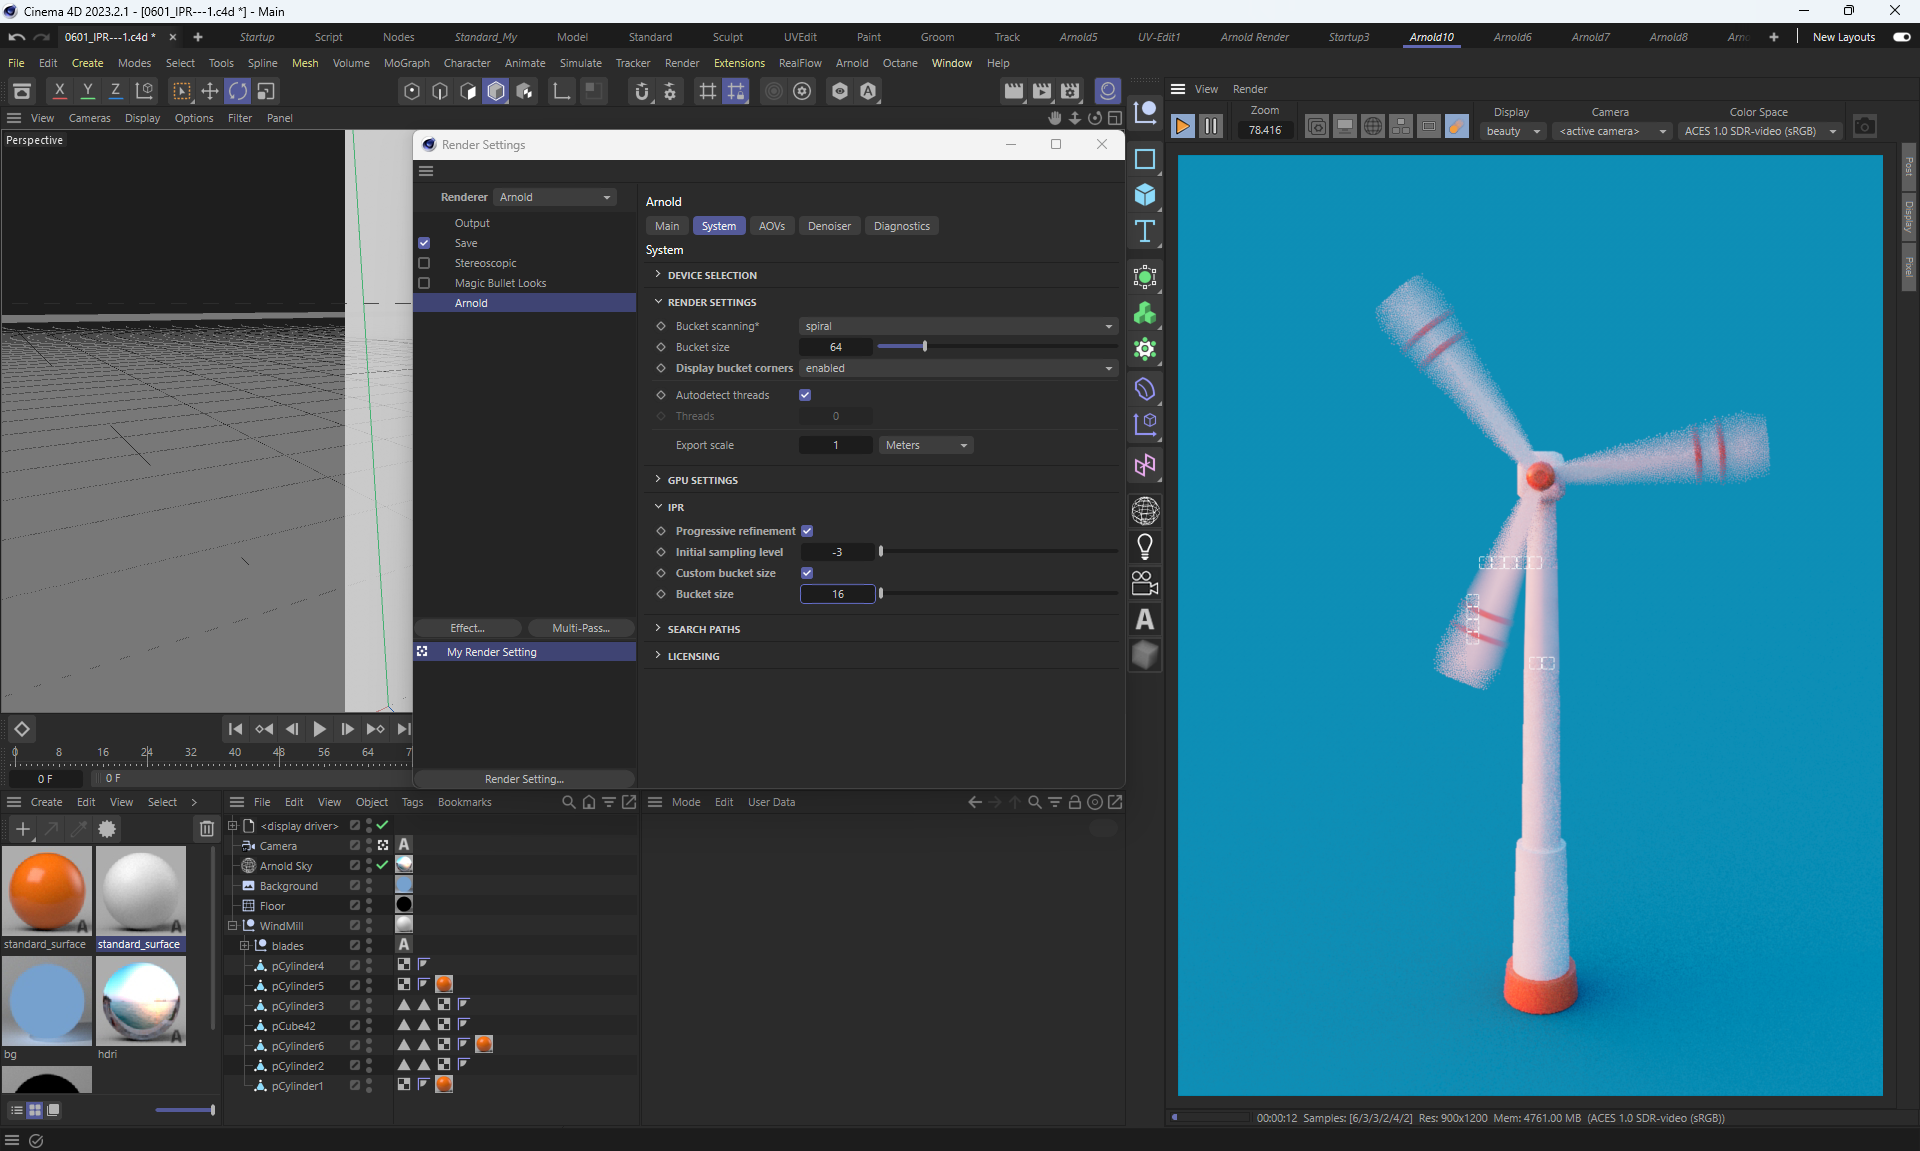 Cinema 4D 2023.2.1 - [0601_IPR---1.c4d *] - Main
0601_IPR---1.c4d *
Startup
Script
Nodes
Standard_My
Model
Standard
Sculpt
UVEdit
Paint
Groom
Track
Arnold5
UV-Edit1
Arnold Render
Startup3
Arnold10
Arnold6
Arnold7
Arnold8
New Layouts
File Edit Create Modes Select Tools Spline Mesh Volume MoGraph Character Animate Simulate Tracker Render Extensions RealFlow Arnold Octane Window Help
X Y Z
View Cameras Display Options Filter Panel
Perspective
View Render
Zoom
78.416
Display
beauty
Camera
<active camera>
Color Space
ACES 1.0 SDR-video (sRGB)
Post
Display
Pixel
Render Settings
Renderer Arnold
Output
Save
Stereoscopic
Magic Bullet Looks
Arnold
Effect...
Multi-Pass...
My Render Setting
Render Setting...
Arnold
Main System AOVs Denoiser Diagnostics
System
DEVICE SELECTION
RENDER SETTINGS
Bucket scanning* spiral
Bucket size 64
Display bucket corners enabled
Autodetect threads
Threads 0
Export scale 1 Meters
GPU SETTINGS
IPR
Progressive refinement
Initial sampling level -3
Custom bucket size
Bucket size 16
SEARCH PATHS
LICENSING
0 8 16 24 32 40 48 56 64 7
0 F
0 F
Create Edit View Select
standard_surface
standard_surface
bg
hdri
File Edit View Object Tags Bookmarks
<display driver>
Camera
Arnold Sky
Background
Floor
WindMill
blades
pCylinder4
pCylinder5
pCylinder3
pCube42
pCylinder6
pCylinder2
pCylinder1
Mode Edit User Data
00:00:12 Samples: [6/3/3/2/4/2] Res: 900x1200 Mem: 4761.00 MB (ACES 1.0 SDR-video (sRGB))